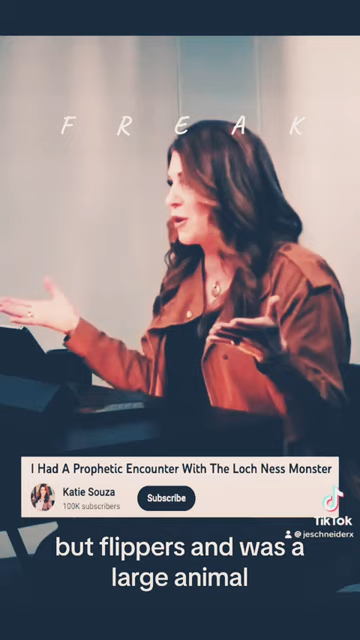 F R E A K
I Had A Prophetic Encounter With The Loch Ness Monster
Katie Souza
100K subscribers
Subscribe
TikTok
@jeschneiderx
but flippers and was a
large animal